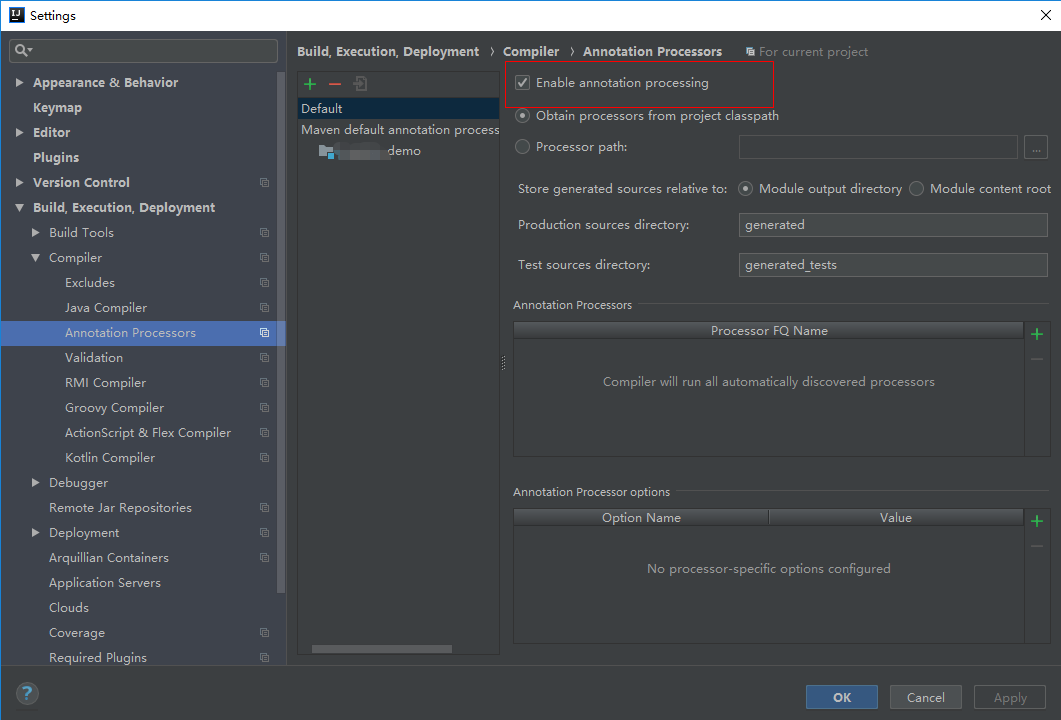 Settings
Appearance & Behavior
Keymap
Editor
Plugins
Version Control
Build, Execution, Deployment
Build Tools
Compiler
Excludes
Java Compiler
Annotation Processors
Validation
RMI Compiler
Groovy Compiler
ActionScript & Flex Compiler
Kotlin Compiler
Debugger
Remote Jar Repositories
Deployment
Arquillian Containers
Application Servers
Clouds
Coverage
Required Plugins
Build, Execution, Deployment › Compiler › Annotation Processors For current project
Default
Maven default annotation process
demo
Enable annotation processing
Obtain processors from project classpath
Processor path:
...
Store generated sources relative to: Module output directory Module content root
Production sources directory: generated
Test sources directory: generated_tests
Annotation Processors
Processor FQ Name
Compiler will run all automatically discovered processors
Annotation Processor options
Option Name Value
No processor-specific options configured
?
OK Cancel Apply